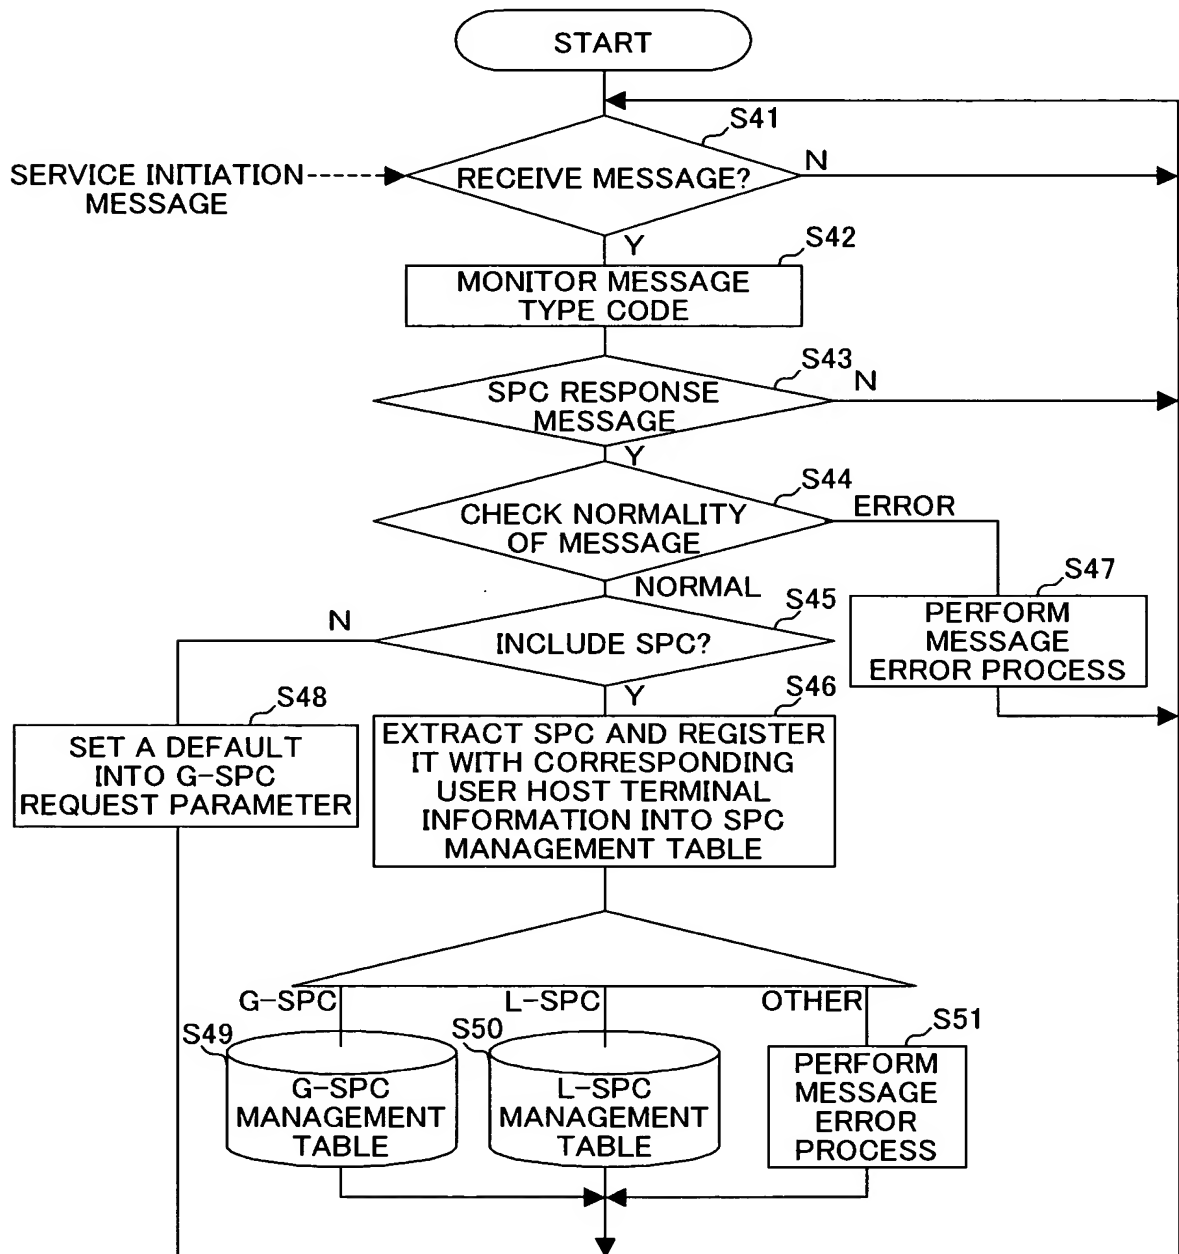 START
S41
SERVICE INITIATION
MESSAGE
RECEIVE MESSAGE?
N
Y
S42
MONITOR MESSAGE
TYPE CODE
S43
SPC RESPONSE
MESSAGE
N
Y
S44
CHECK NORMALITY
OF MESSAGE
ERROR
NORMAL
S47
PERFORM
MESSAGE
ERROR PROCESS
S45
N
INCLUDE SPC?
Y
S46
S48
SET A DEFAULT
INTO G-SPC
REQUEST PARAMETER
EXTRACT SPC AND REGISTER
IT WITH CORRESPONDING
USER HOST TERMINAL
INFORMATION INTO SPC
MANAGEMENT TABLE
G-SPC
L-SPC
OTHER
S49
G-SPC
MANAGEMENT
TABLE
S50
L-SPC
MANAGEMENT
TABLE
S51
PERFORM
MESSAGE
ERROR
PROCESS